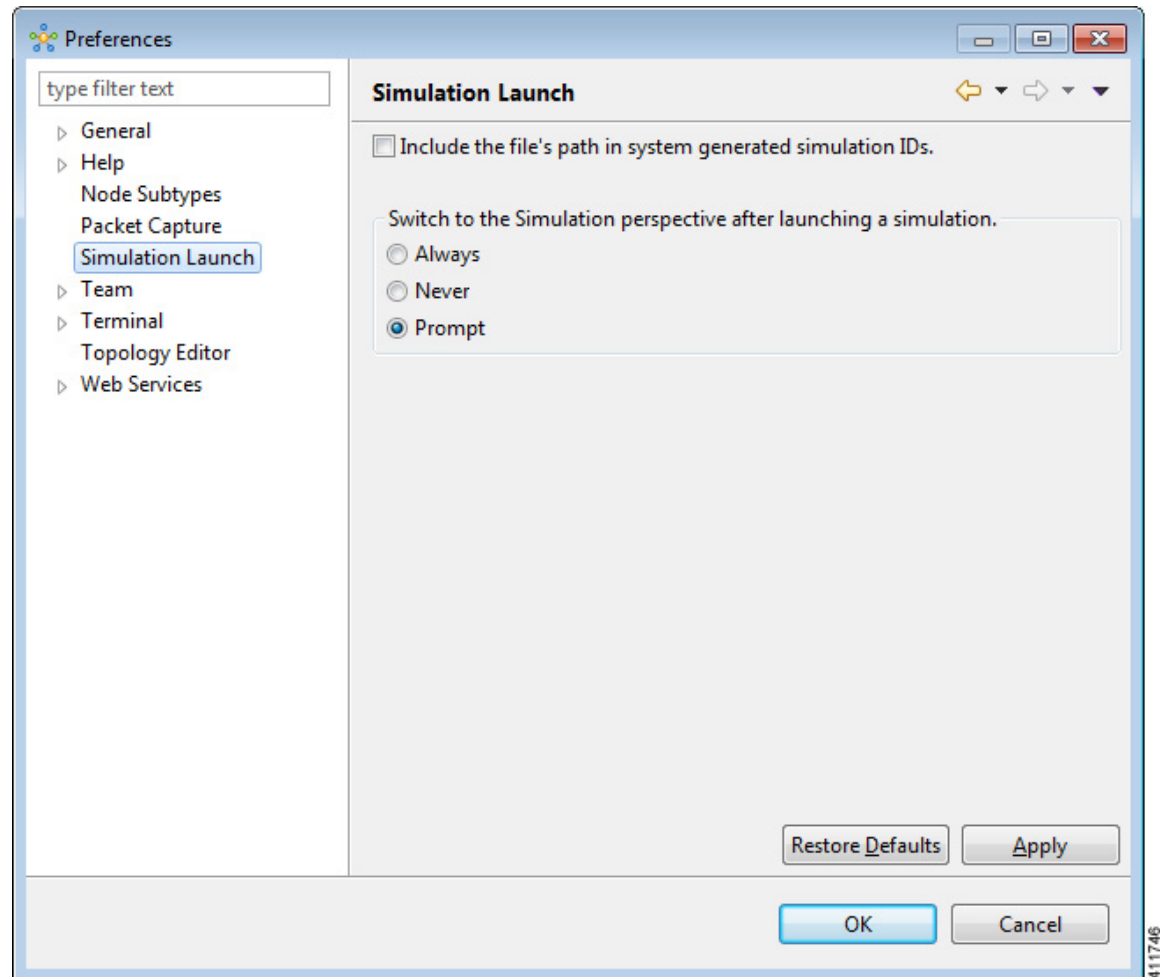 Preferences
type filter text
General
Help
Node Subtypes
Packet Capture
Simulation Launch
Team
Terminal
Topology Editor
Web Services
Simulation Launch
Include the file's path in system generated simulation IDs.
Switch to the Simulation perspective after launching a simulation.
Always
Never
Prompt
Restore Defaults
Apply
OK
Cancel
411746